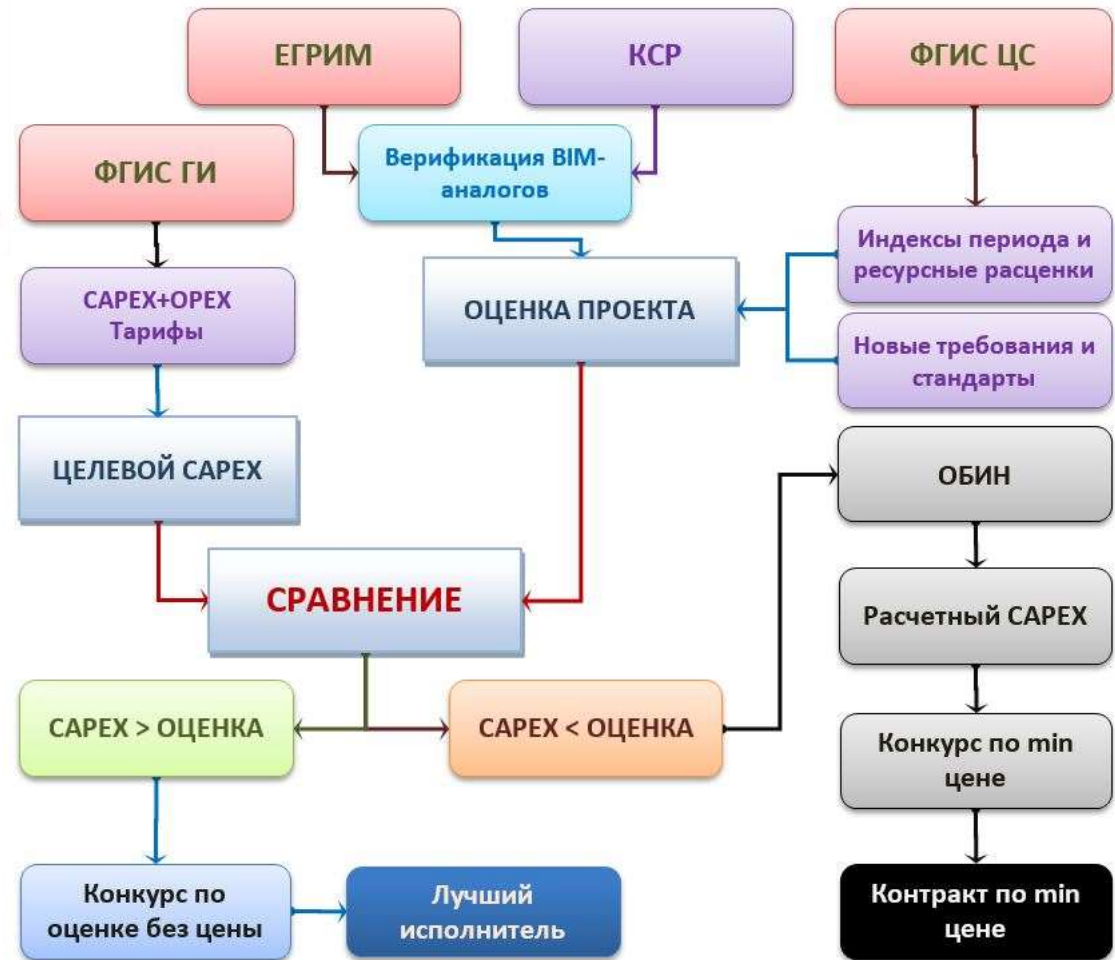 ЕГРИМ
КСР
ФГИС ЦС
ФГИС ГИ
Верификация BIM-
аналогов
Индексы периода и
ресурсные расценки
CAPEX+OPEX
Тарифы
ОЦЕНКА ПРОЕКТА
Новые требования и
стандарты
ЦЕЛЕВОЙ CAPEX
ОБИН
СРАВНЕНИЕ
Расчетный CAPEX
CAPEX > ОЦЕНКА
CAPEX < ОЦЕНКА
Конкурс по min
цене
Конкурс по
оценке без цены
Лучший
исполнитель
Контракт по min
цене